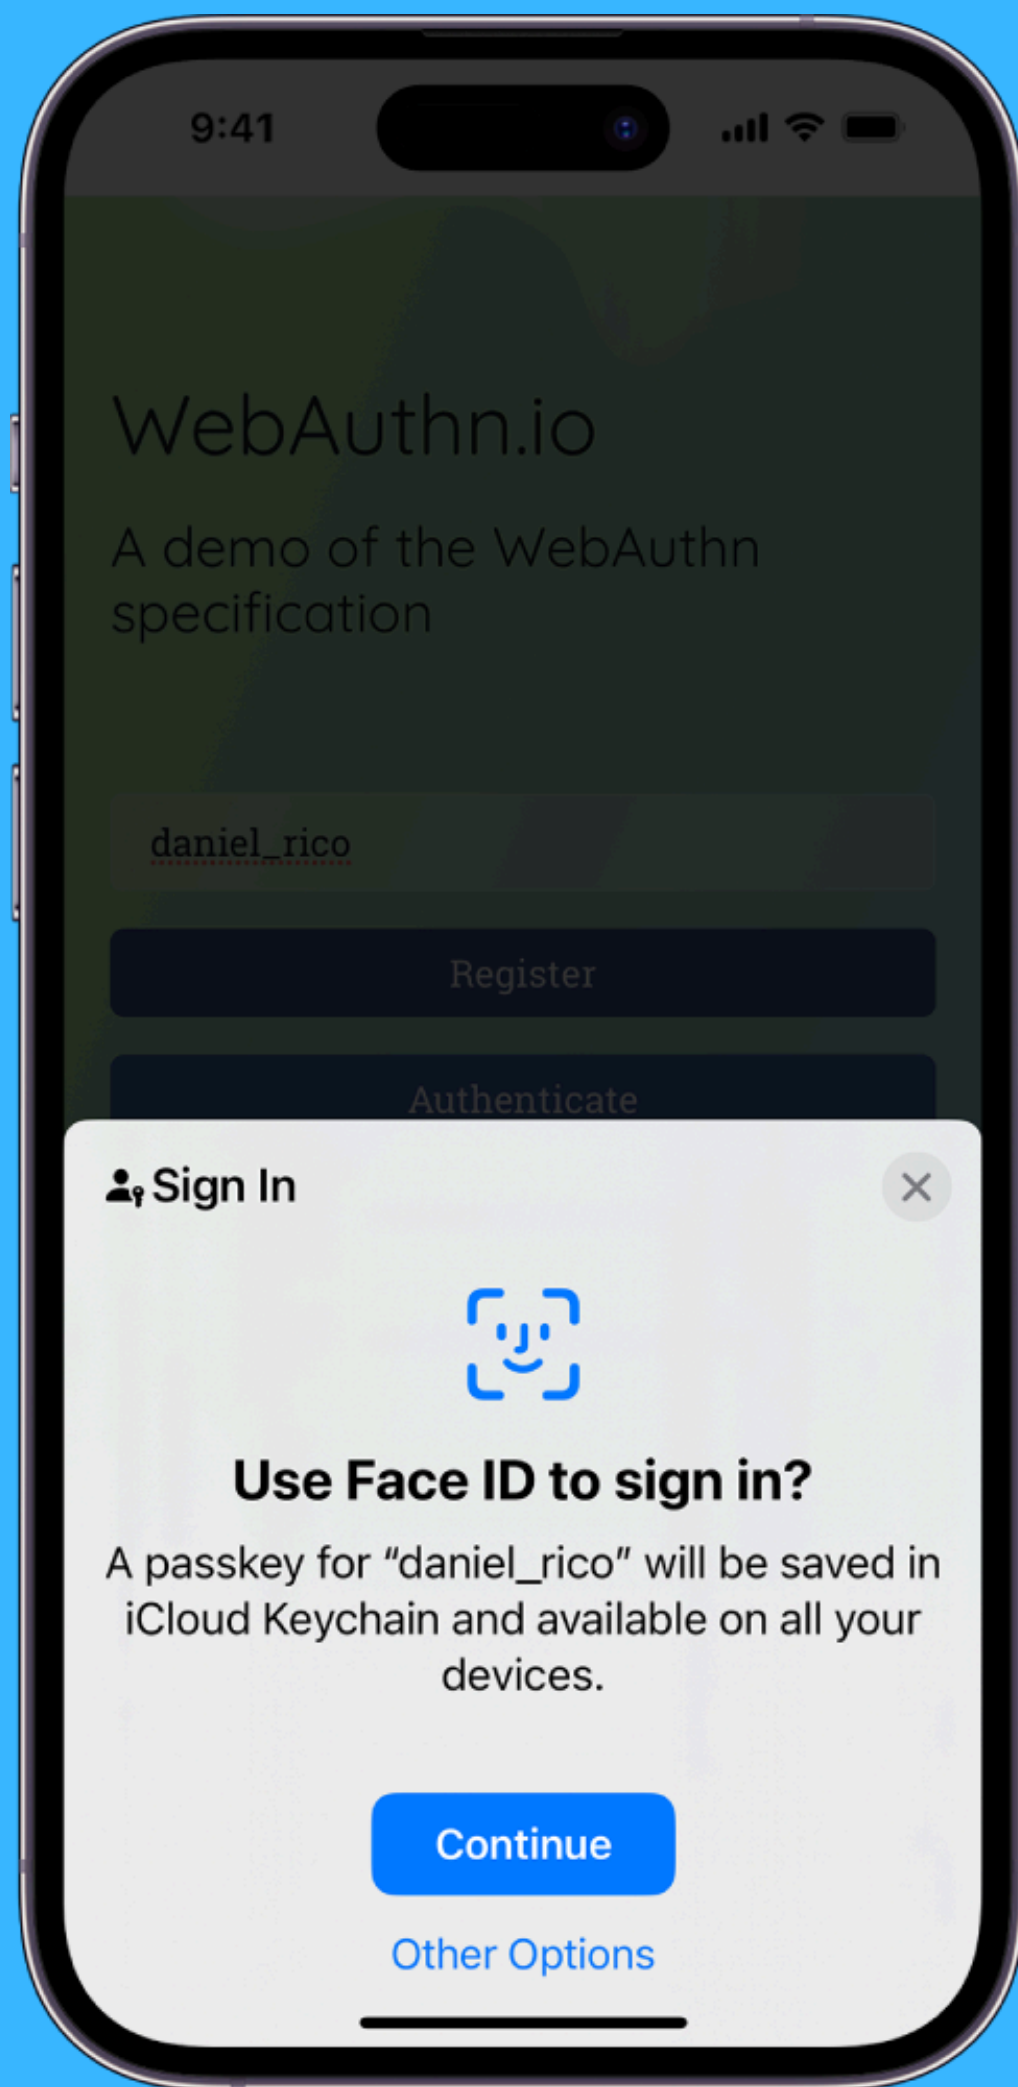 9:41
WebAuthn.io
A demo of the WebAuthn
specification
daniel_rico
Register
Authenticate
Sign In
Use Face ID to sign in?
A passkey for “daniel_rico” will be saved in
iCloud Keychain and available on all your
devices.
Continue
Other Options